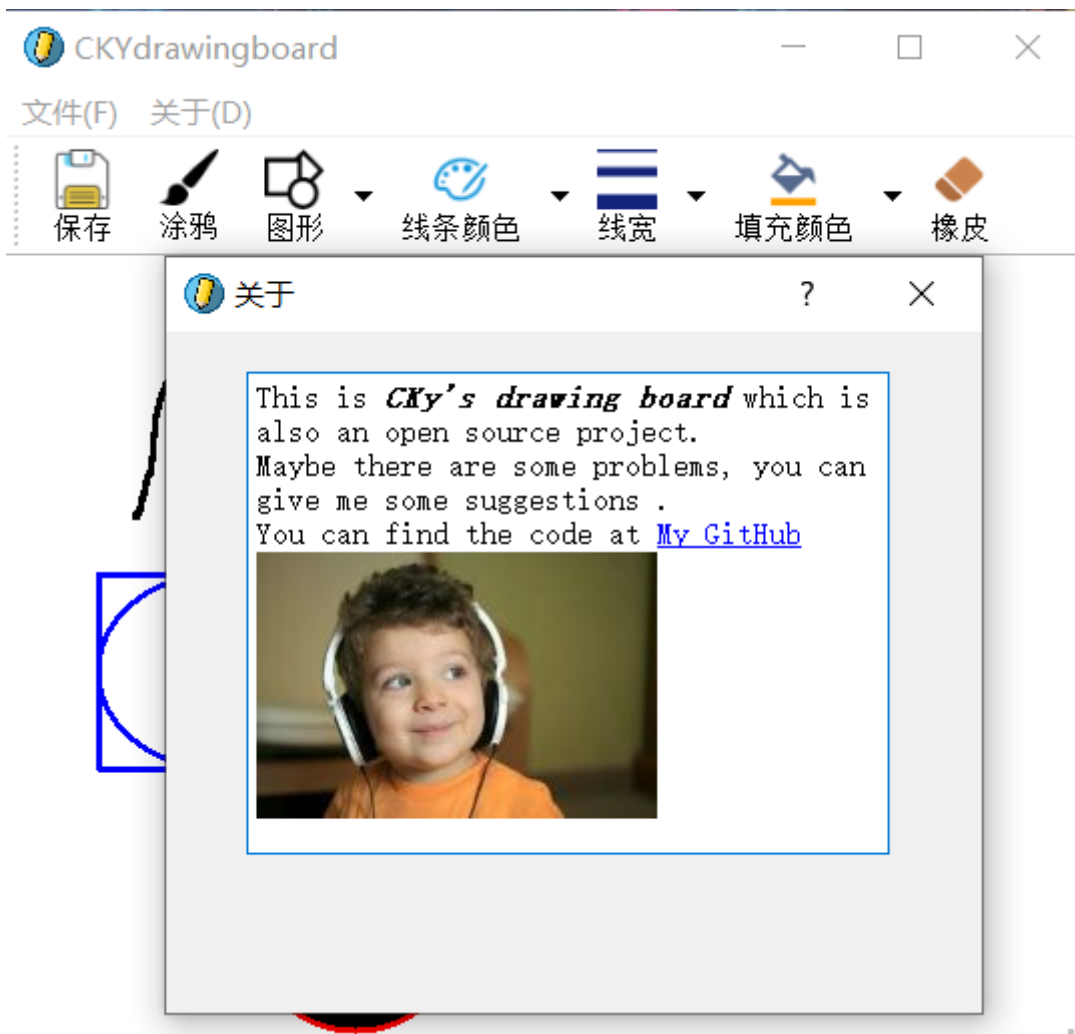 CKYdrawingboard
文件(F) 关于(D)
保存 涂鸦 图形 线条颜色 线宽 填充颜色 橡皮
关于 ?
This is CKy's drawing board which is
also an open source project.
Maybe there are some problems, you can
give me some suggestions .
You can find the code at My GitHub